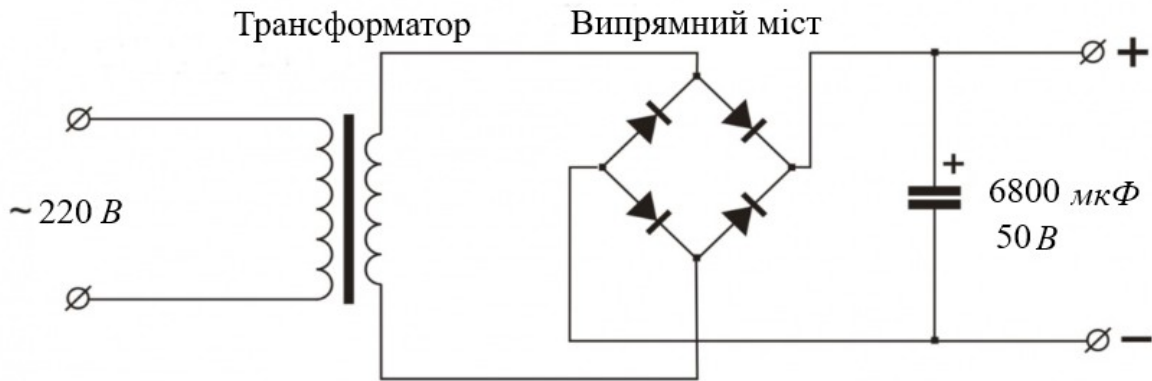 Трансформатор
Випрямний міст
+
~ 220 В
+
6800 мкФ
50 В
−